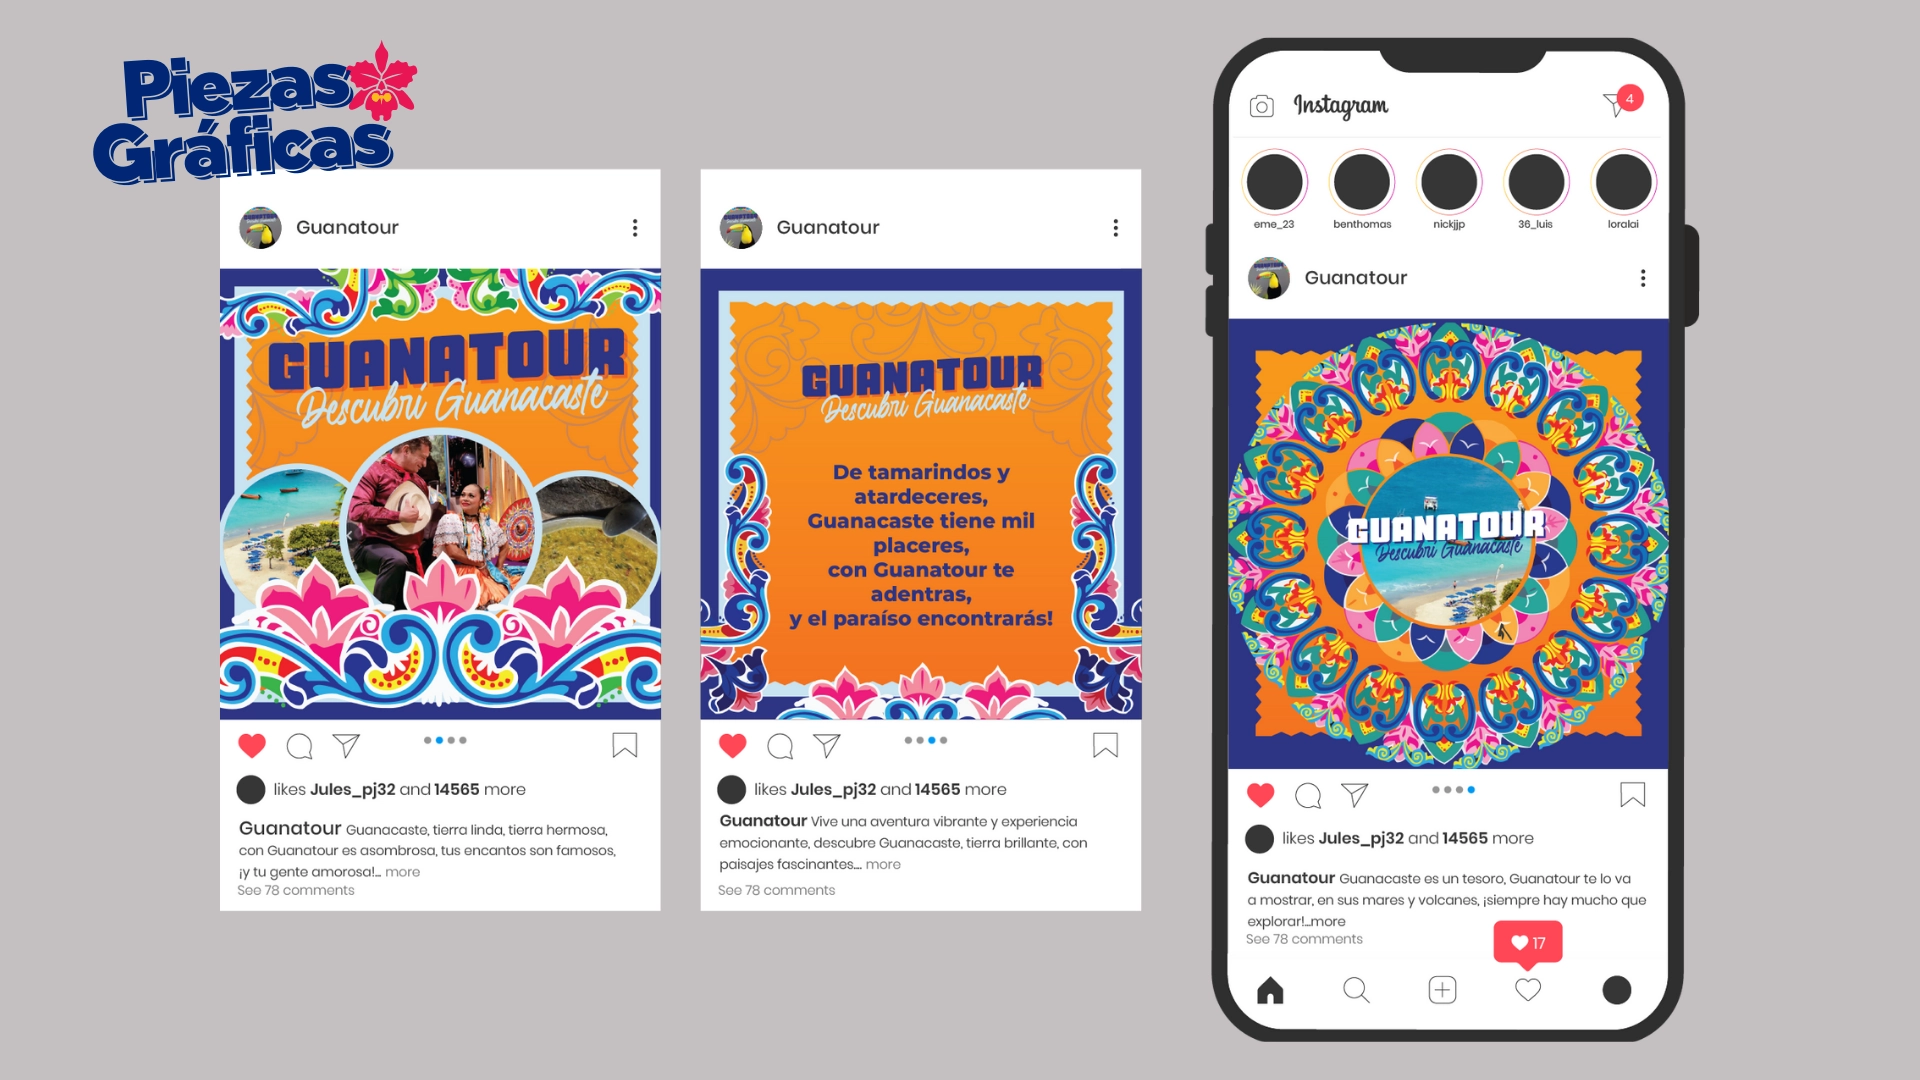 Piezas
Gráficas
Guanatour
GUANATOUR
Descubrí Guanacaste
likes Jules_pj32 and 14565 more
Guanatour Guanacaste, tierra linda, tierra hermosa,
con Guanatour es asombrosa, tus encantos son famosos,
¡y tu gente amorosa!... more
See 78 comments
Guanatour
GUANATOUR
Descubrí Guanacaste
De tamarindos y
atardeceres,
Guanacaste tiene mil
placeres,
con Guanatour te
adentras,
y el paraíso encontrarás!
likes Jules_pj32 and 14565 more
Guanatour Vive una aventura vibrante y experiencia
emocionante, descubre Guanacaste, tierra brillante, con
paisajes fascinantes.... more
See 78 comments
Instagram
4
eme_23 benthomas nickjjp 36_luis loralai
Guanatour
GUANATOUR
Descubrí Guanacaste
likes Jules_pj32 and 14565 more
Guanatour Guanacaste es un tesoro, Guanatour te lo va
a mostrar, en sus mares y volcanes, ¡siempre hay mucho que
explorar!...more
See 78 comments
17